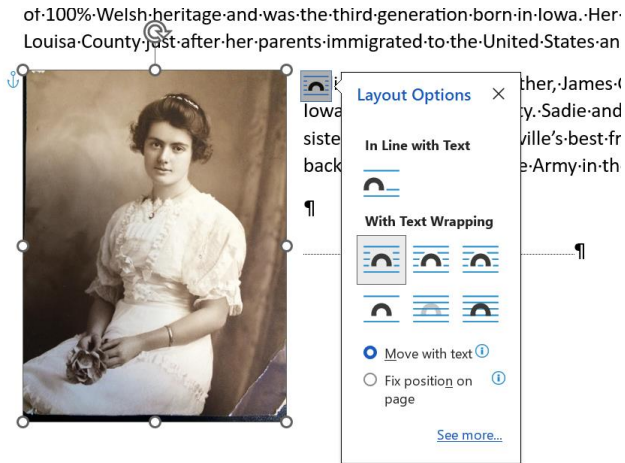 of·100%·Welsh·heritage·and·was·the·third·generation·born·in·Iowa.·Her·
Louisa·County·just·after·her·parents·immigrated·to·the·United·States·an
ther,·James·
Iowa
ty.·Sadie·and
siste
ville’s·best·fr
back
e·Army·in·th
¶
¶
Layout Options
In Line with Text
With Text Wrapping
Move with text
Fix position on
page
See more...